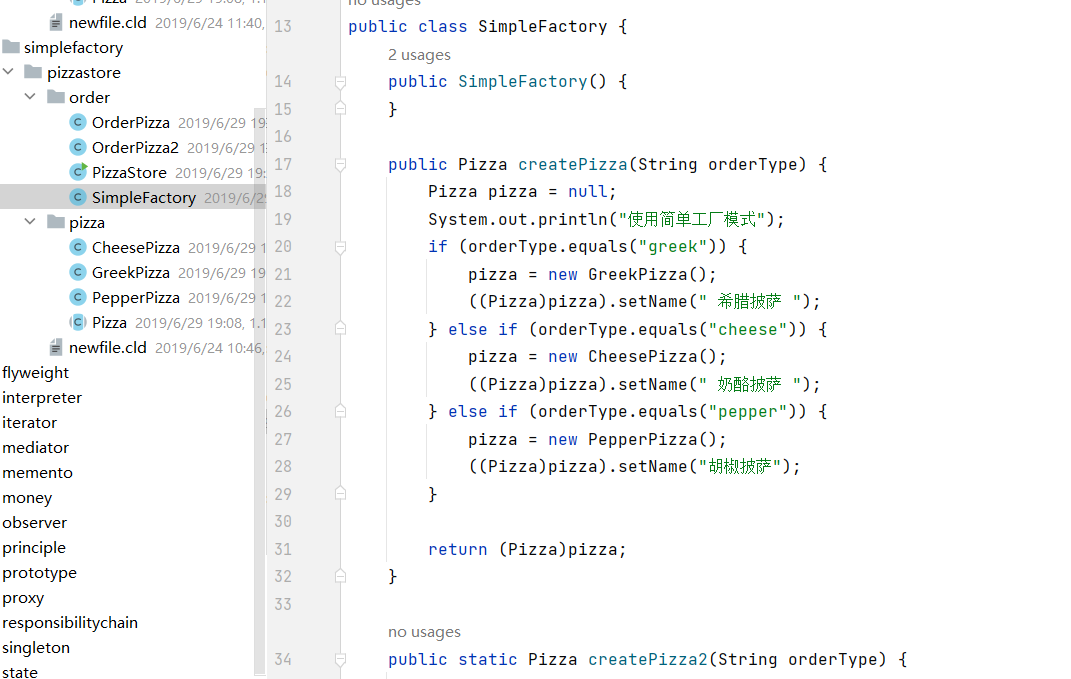 newfile.cld 2019/6/24 11:40,
simplefactory
pizzastore
order
OrderPizza 2019/6/29 19
OrderPizza2 2019/6/29 1
PizzaStore 2019/6/29 19:
SimpleFactory 2019/6/29
pizza
CheesePizza 2019/6/29 1
GreekPizza 2019/6/29 19
PepperPizza 2019/6/29 1
Pizza 2019/6/29 19:08, 1.1
newfile.cld 2019/6/24 10:46,
flyweight
interpreter
iterator
mediator
memento
money
observer
principle
prototype
proxy
responsibilitychain
singleton
state
no usages
13 public class SimpleFactory {
2 usages
14 public SimpleFactory() {
15 }
16
17 public Pizza createPizza(String orderType) {
18 Pizza pizza = null;
19 System.out.println("使用简单工厂模式");
20 if (orderType.equals("greek")) {
21 pizza = new GreekPizza();
22 ((Pizza)pizza).setName(" 希腊披萨 ");
23 } else if (orderType.equals("cheese")) {
24 pizza = new CheesePizza();
25 ((Pizza)pizza).setName(" 奶酪披萨 ");
26 } else if (orderType.equals("pepper")) {
27 pizza = new PepperPizza();
28 ((Pizza)pizza).setName("胡椒披萨");
29 }
30
31 return (Pizza)pizza;
32 }
33
no usages
34 public static Pizza createPizza2(String orderType) {